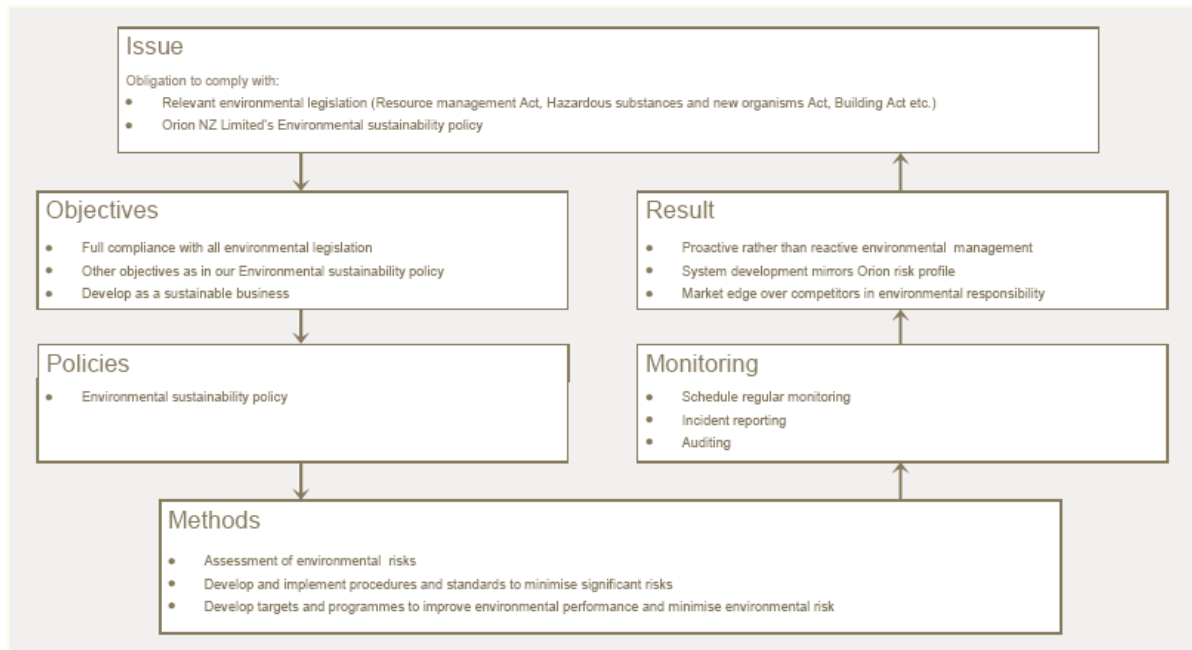 Issue
Obligation to comply with:
• Relevant environmental legislation (Resource management Act, Hazardous substances and new organisms Act, Building Act etc.)
• Orion NZ Limited's Environmental sustainability policy
Objectives
• Full compliance with all environmental legislation
• Other objectives as in our Environmental sustainability policy
• Develop as a sustainable business
Policies
• Environmental sustainability policy
Methods
• Assessment of environmental risks
• Develop and implement procedures and standards to minimise significant risks
• Develop targets and programmes to improve environmental performance and minimise environmental risk
Monitoring
• Schedule regular monitoring
• Incident reporting
• Auditing
Result
• Proactive rather than reactive environmental management
• System development mirrors Orion risk profile
• Market edge over competitors in environmental responsibility